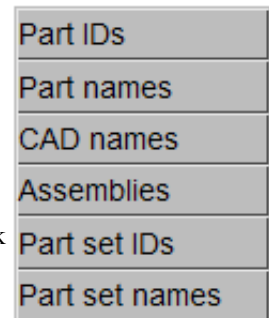 Part IDs
Part names
CAD names
Assemblies
k
Part set IDs
Part set names